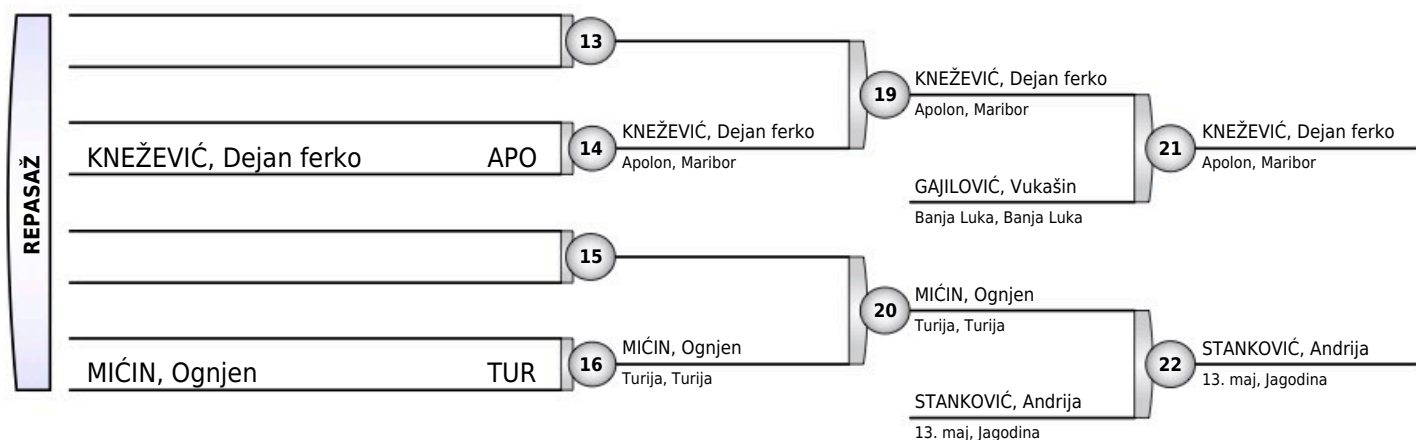 REPASAŽ
13
KNEŽEVIĆ, Dejan ferko APO
14
KNEŽEVIĆ, Dejan ferko
Apolon, Maribor
15
MIĆIN, Ognjen TUR
16
MIĆIN, Ognjen
Turija, Turija
19
KNEŽEVIĆ, Dejan ferko
Apolon, Maribor
GAJILOVIĆ, Vukašin
Banja Luka, Banja Luka
20
MIĆIN, Ognjen
Turija, Turija
STANKOVIĆ, Andrija
13. maj, Jagodina
21
KNEŽEVIĆ, Dejan ferko
Apolon, Maribor
22
STANKOVIĆ, Andrija
13. maj, Jagodina